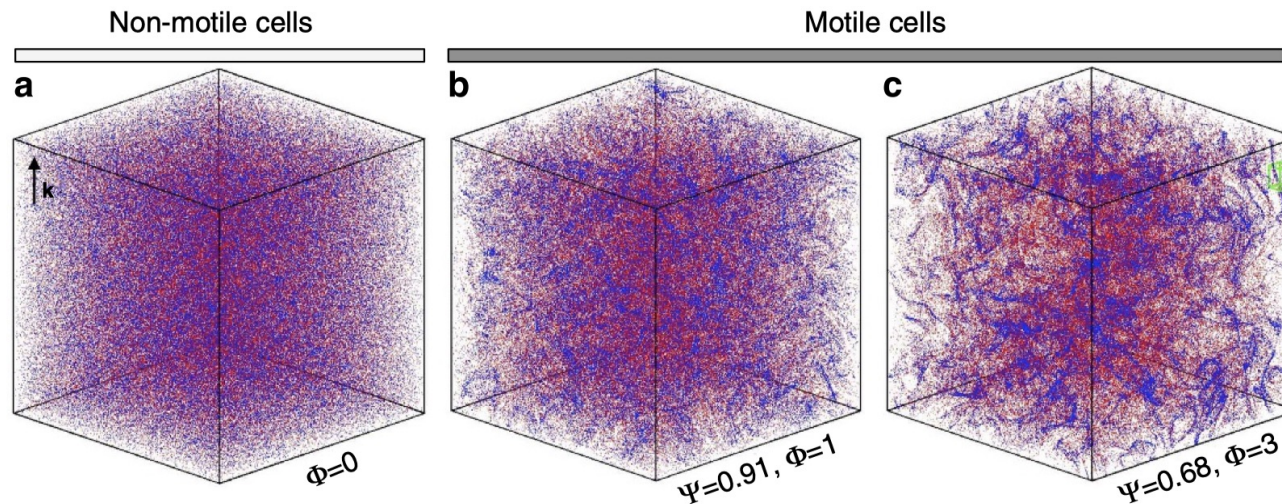 Non-motile cells
Motile cells
a
b
c
k
Φ=0
Ψ=0.91, Φ=1
Ψ=0.68, Φ=3